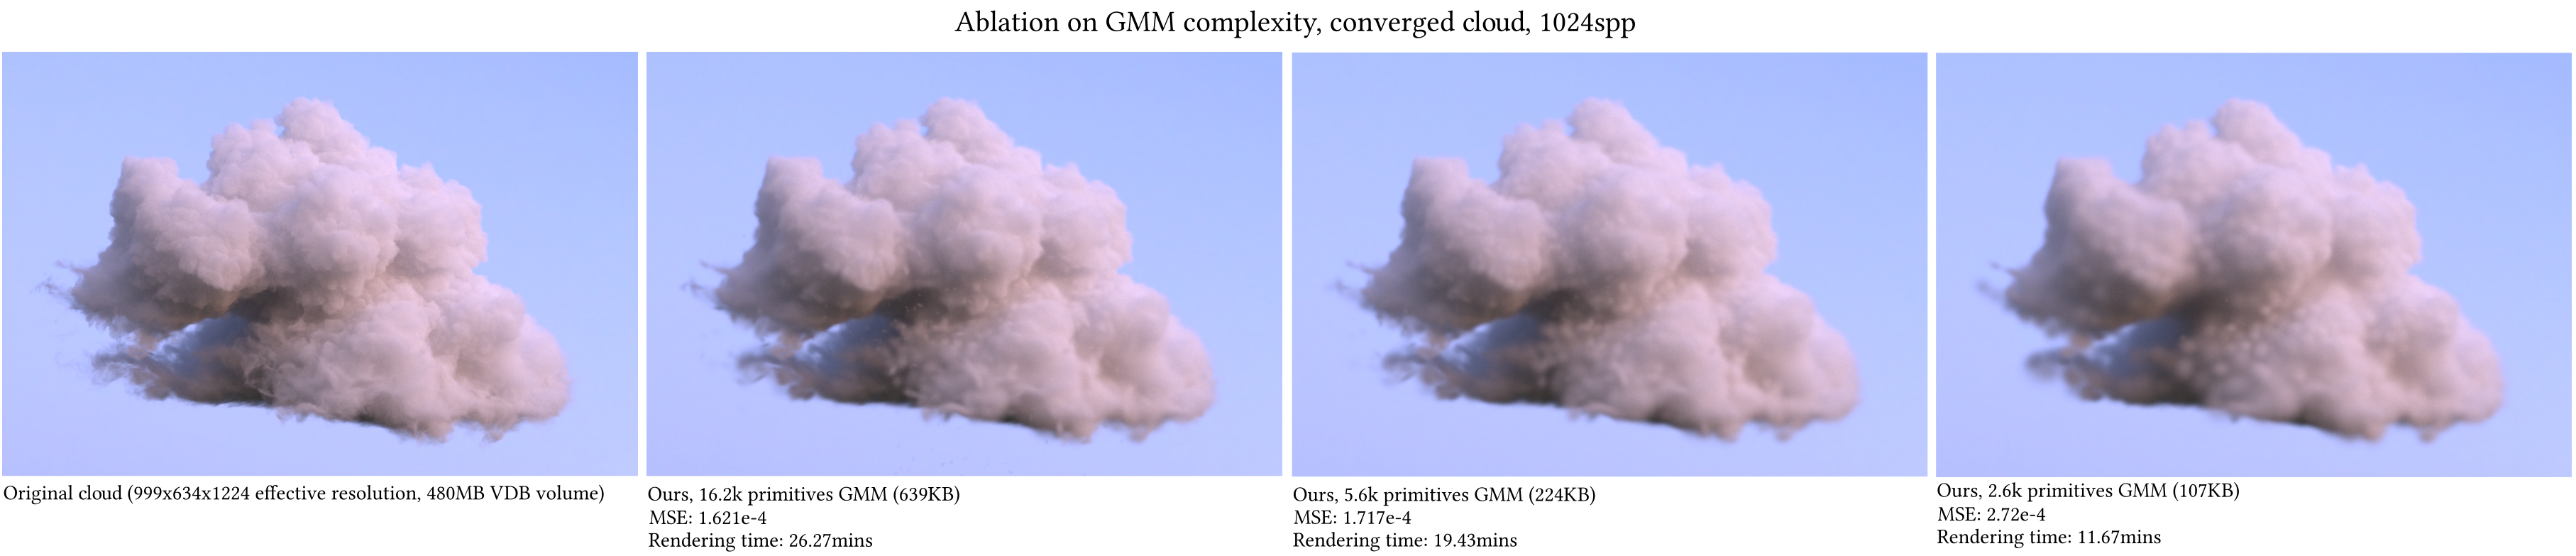 Ablation on GMM complexity, converged cloud, 1024spp
Original cloud (999x634x1224 effective resolution, 480MB VDB volume)
Ours, 16.2k primitives GMM (639KB)
MSE: 1.621e-4
Rendering time: 26.27mins
Ours, 5.6k primitives GMM (224KB)
MSE: 1.717e-4
Rendering time: 19.43mins
Ours, 2.6k primitives GMM (107KB)
MSE: 2.72e-4
Rendering time: 11.67mins